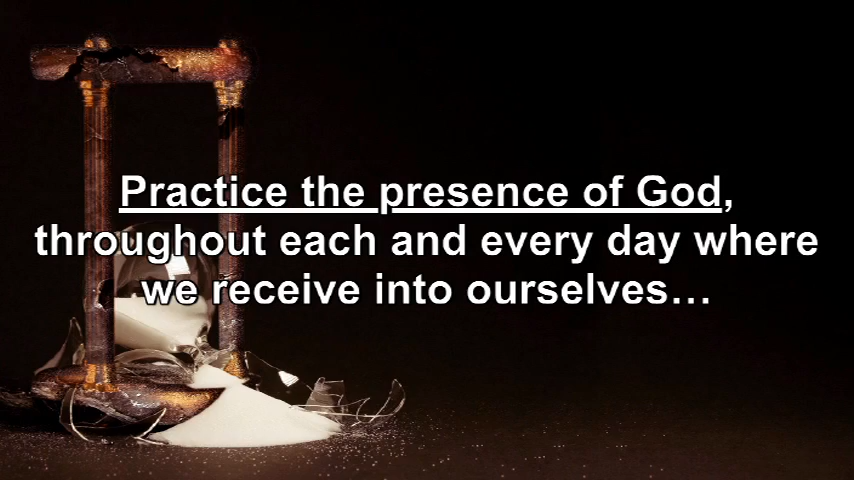 Practice the presence of God,
throughout each and every day where
we receive into ourselves…